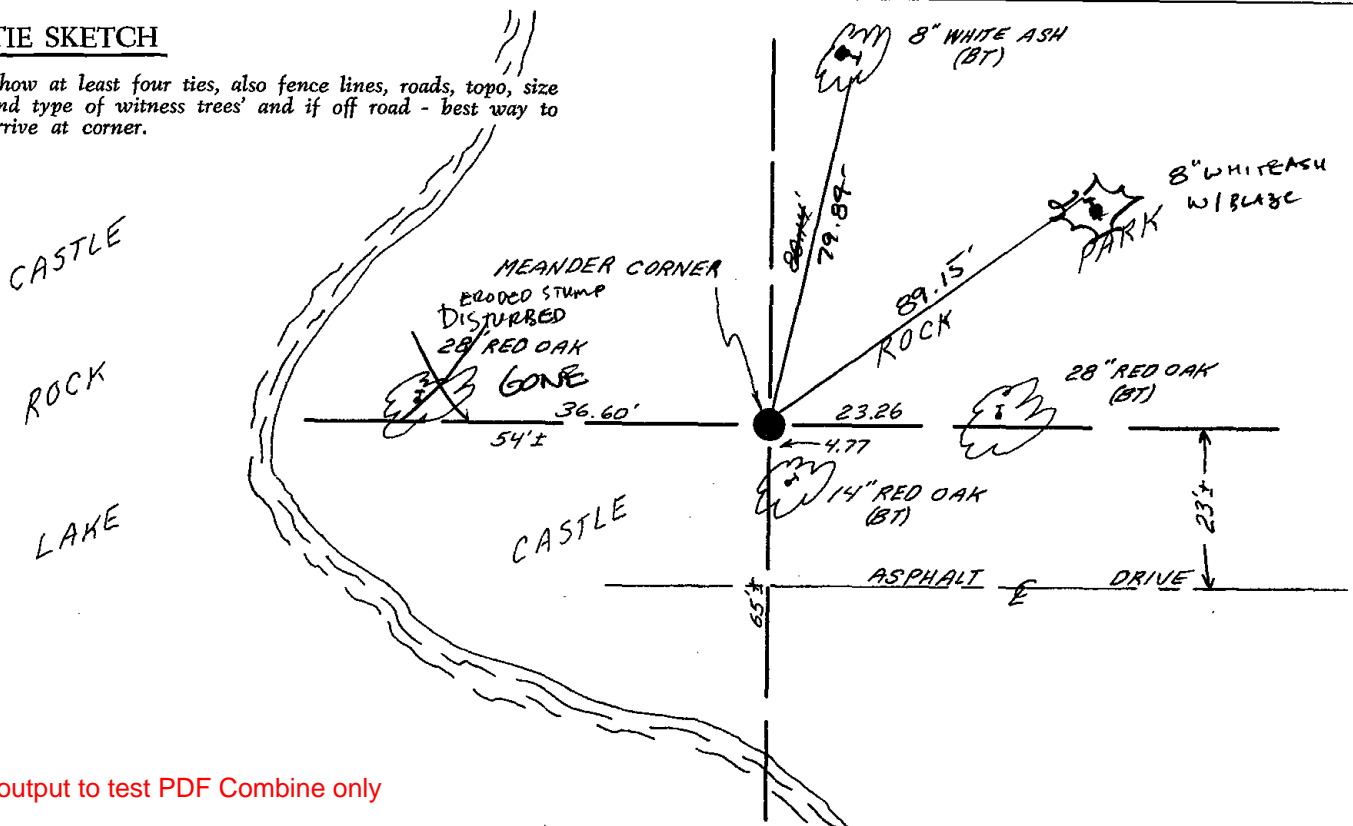 TIE SKETCH
how at least four ties, also fence lines, roads, topo, size
nd type of witness trees' and if off road - best way to
rrive at corner.
8" WHITE ASH
(BT)
8" WHITE ASH
W/BLAZE
PARK
79.84'
89.15'
ROCK
CASTLE
ROCK
LAKE
MEANDER CORNER
ERODED STUMP
DISTURBED
28" RED OAK
GONE
36.60'
54'±
23.26
4.77
28" RED OAK
(BT)
14" RED OAK
(BT)
CASTLE
23'±
ASPHALT ℄ DRIVE
65'±
output to test PDF Combine only